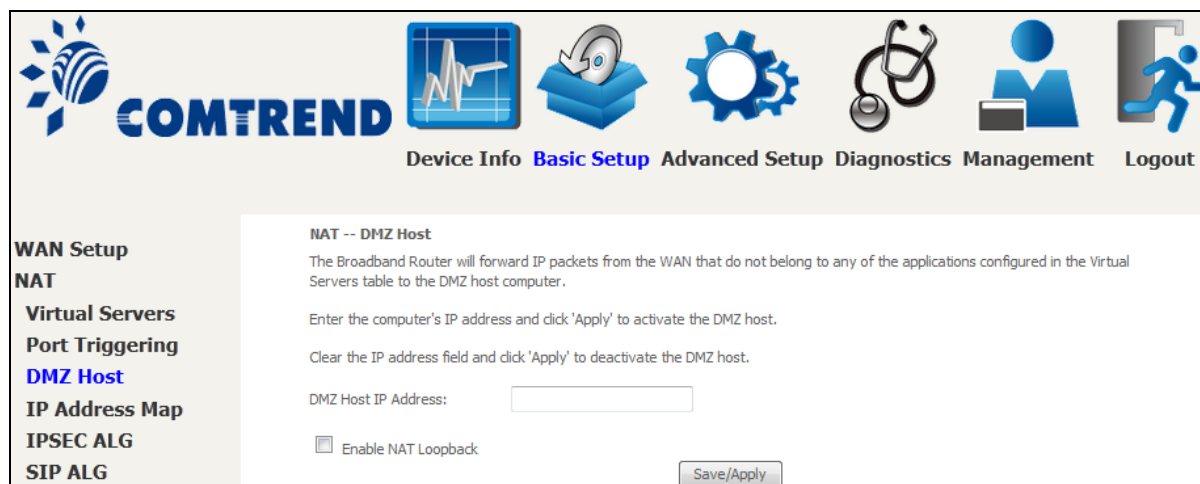 COMTREND
Device Info Basic Setup Advanced Setup Diagnostics Management Logout
WAN Setup
NAT
Virtual Servers
Port Triggering
DMZ Host
IP Address Map
IPSEC ALG
SIP ALG
NAT -- DMZ Host
The Broadband Router will forward IP packets from the WAN that do not belong to any of the applications configured in the Virtual
Servers table to the DMZ host computer.
Enter the computer's IP address and click 'Apply' to activate the DMZ host.
Clear the IP address field and click 'Apply' to deactivate the DMZ host.
DMZ Host IP Address:
Enable NAT Loopback
Save/Apply